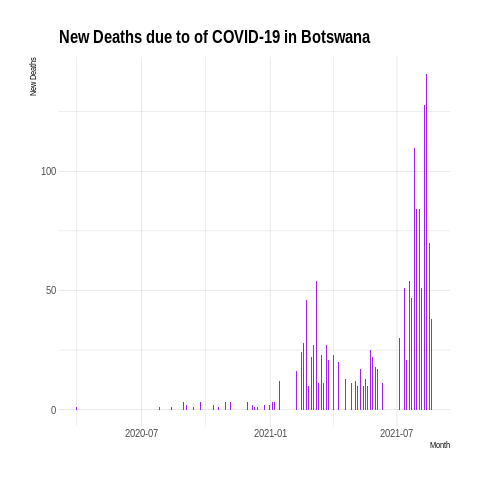 New Deaths due to of COVID-19 in Botswana
New Deaths
100
50
0
2020-07
2021-01
2021-07
Month